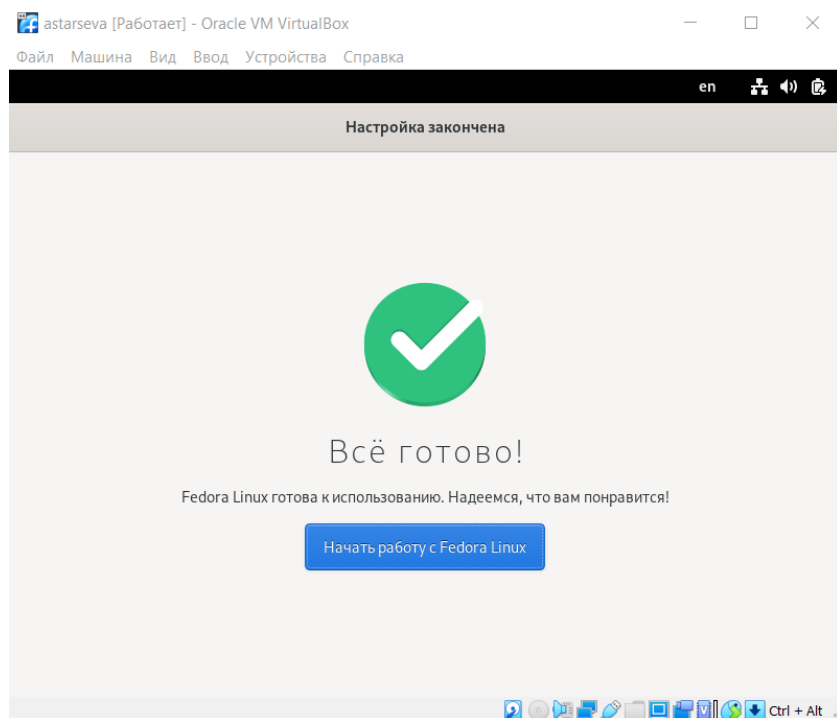 astarseva [Работает] - Oracle VM VirtualBox
Файл Машина Вид Ввод Устройства Справка
en
Настройка закончена
Всё готово!
Fedora Linux готова к использованию. Надеемся, что вам понравится!
Начать работу с Fedora Linux
Ctrl + Alt